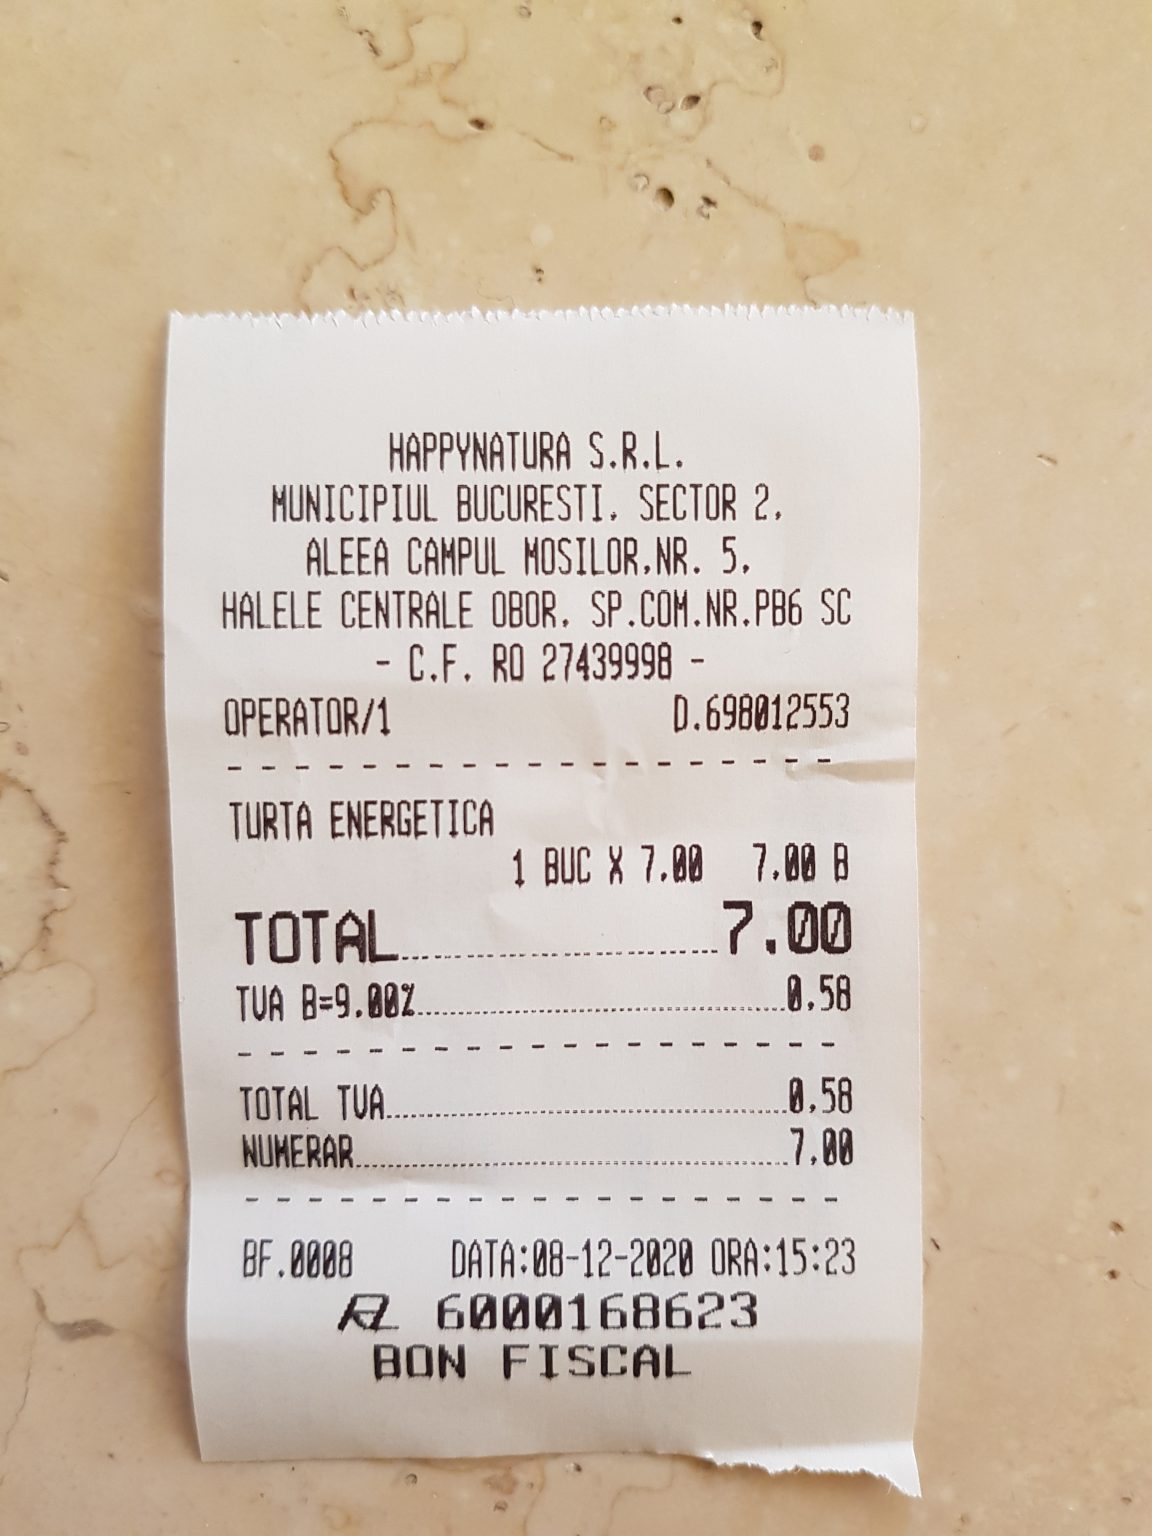 HAPPYNATURA S.R.L.
MUNICIPIUL BUCURESTI, SECTOR 2,
ALEEA CAMPUL MOSILOR,NR. 5,
HALELE CENTRALE OBOR, SP.COM.NR.PB6 SC
- C.F. RO 27439998 -
OPERATOR/1 D.698012553
TURTA ENERGETICA
1 BUC X 7.00 7.00 B
TOTAL 7.00
TVA B=9.00% 0.58
TOTAL TVA 0.58
NUMERAR 7.00
BF.0008 DATA:08-12-2020 ORA:15:23
6000168623
BON FISCAL